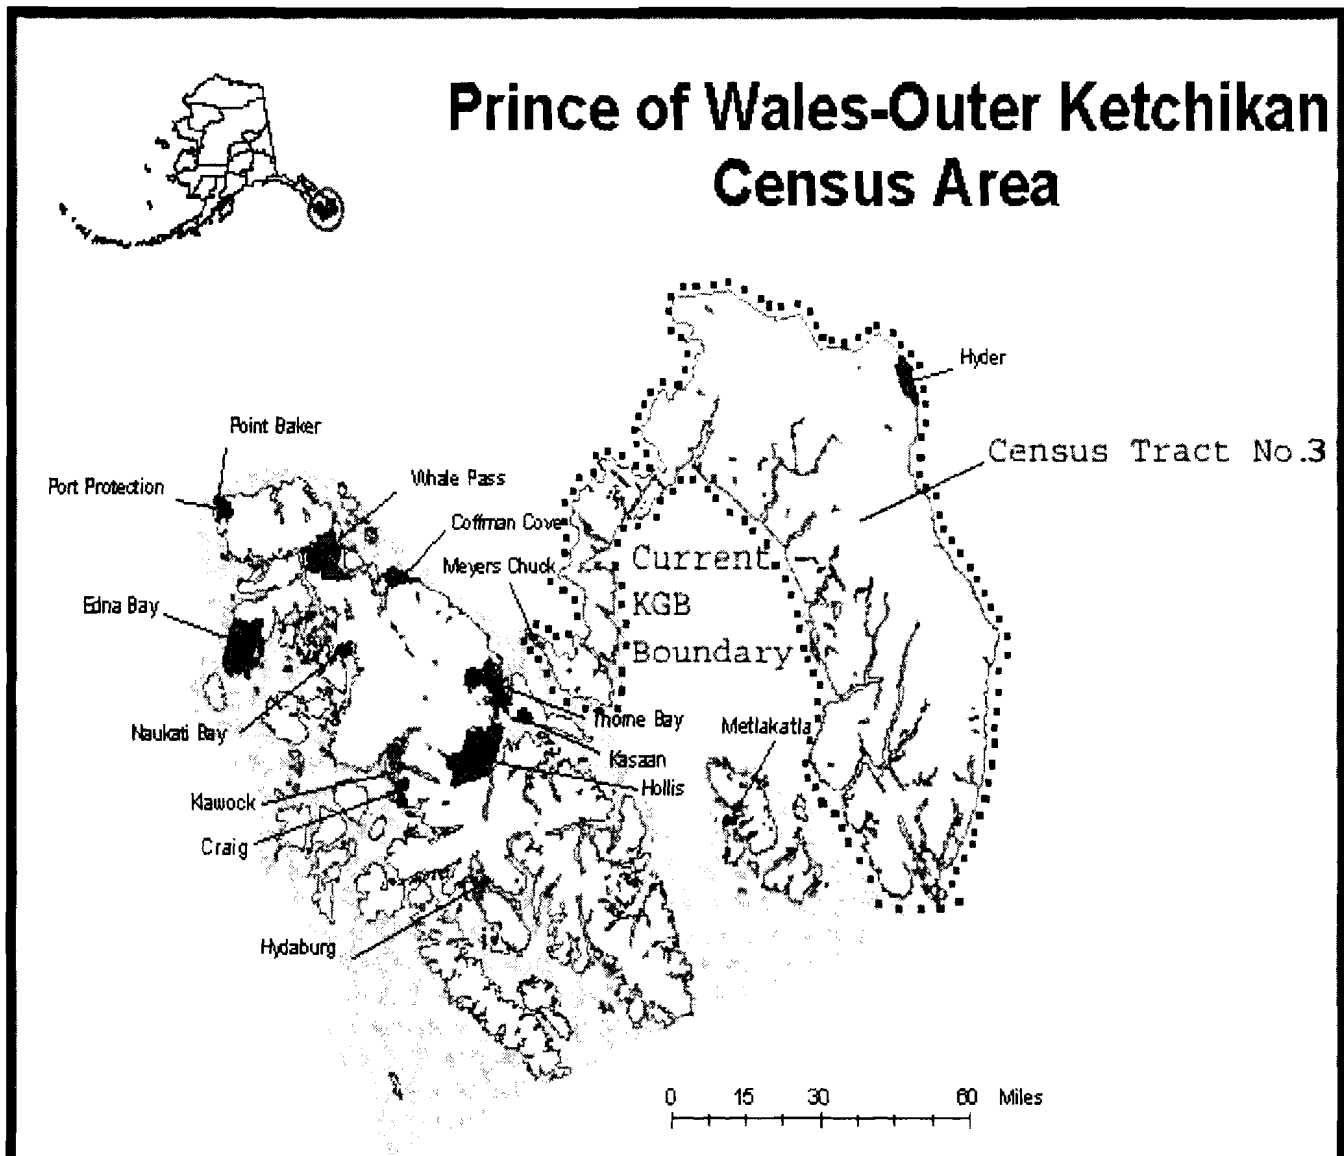 Prince of Wales-Outer Ketchikan
Census Area
Hyder
Point Baker
Census Tract No.3
Port Protection
Whale Pass
Coffman Cove
Current
Meyers Chuck
KGB
Edna Bay
Boundary
Thorne Bay
Metlakatla
Naukati Bay
Kasaan
Hollis
Klawock
Craig
Hydaburg
0 15 30 60 Miles